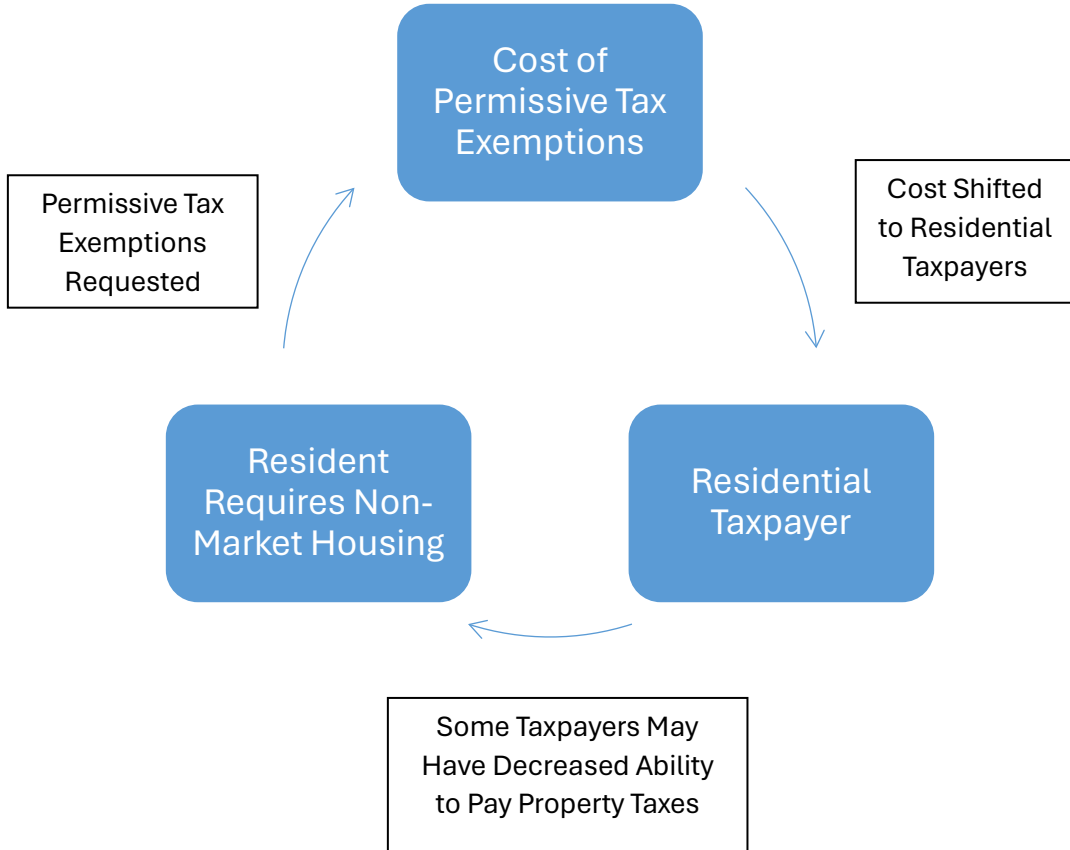 Cost of
Permissive Tax
Exemptions
Cost Shifted
to Residential
Taxpayers
Residential
Taxpayer
Some Taxpayers May
Have Decreased Ability
to Pay Property Taxes
Resident
Requires Non-
Market Housing
Permissive Tax
Exemptions
Requested